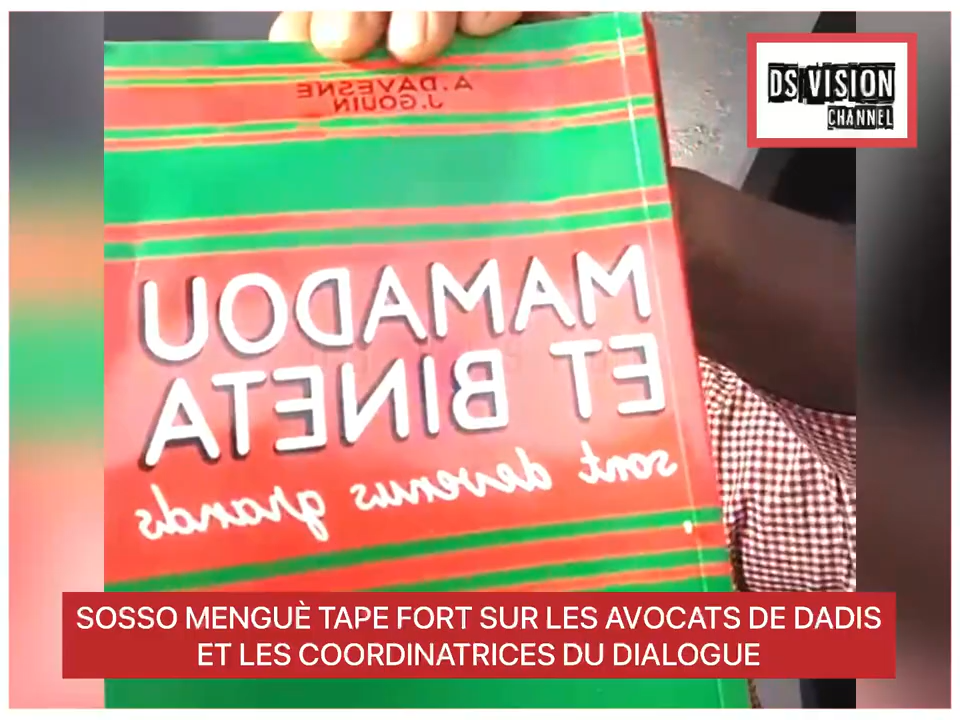 A. DAVESNE
J. GOUIN
DS VISION
CHANNEL
MAMADOU
ET BINETA
sont devenus grands
SOSSO MENGUÈ TAPE FORT SUR LES AVOCATS DE DADIS
ET LES COORDINATRICES DU DIALOGUE